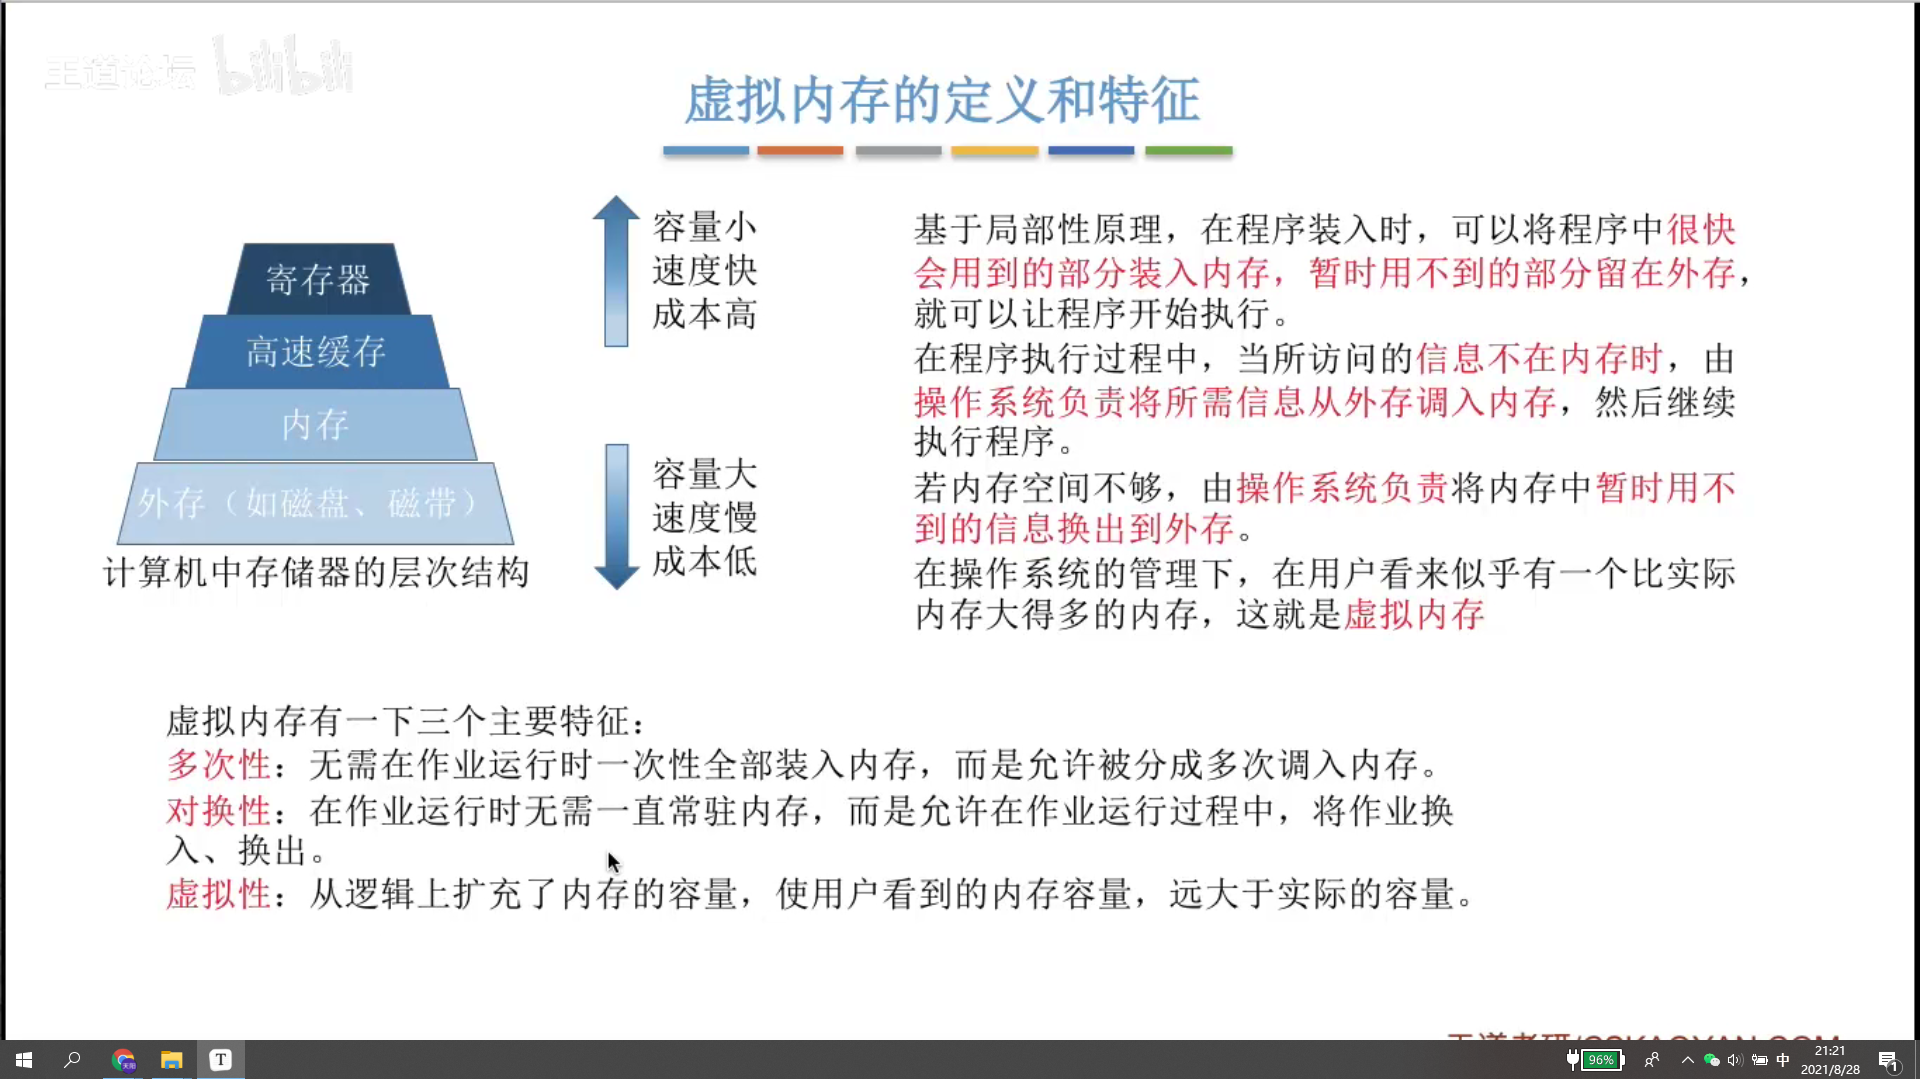 王道论坛 bilibili
虚拟内存的定义和特征
寄存器
高速缓存
内存
外存（如磁盘、磁带）
计算机中存储器的层次结构
容量小
速度快
成本高
容量大
速度慢
成本低
基于局部性原理，在程序装入时，可以将程序中很快
会用到的部分装入内存，暂时用不到的部分留在外存，
就可以让程序开始执行。
在程序执行过程中，当所访问的信息不在内存时，由
操作系统负责将所需信息从外存调入内存，然后继续
执行程序。
若内存空间不够，由操作系统负责将内存中暂时用不
到的信息换出到外存。
在操作系统的管理下，在用户看来似乎有一个比实际
内存大得多的内存，这就是虚拟内存
虚拟内存有一下三个主要特征：
多次性：无需在作业运行时一次性全部装入内存，而是允许被分成多次调入内存。
对换性：在作业运行时无需一直常驻内存，而是允许在作业运行过程中，将作业换
入、换出。
虚拟性：从逻辑上扩充了内存的容量，使用户看到的内存容量，远大于实际的容量。
王道考研/CSKAOYAN.COM
T
96%
中
21:21
2021/8/28
1